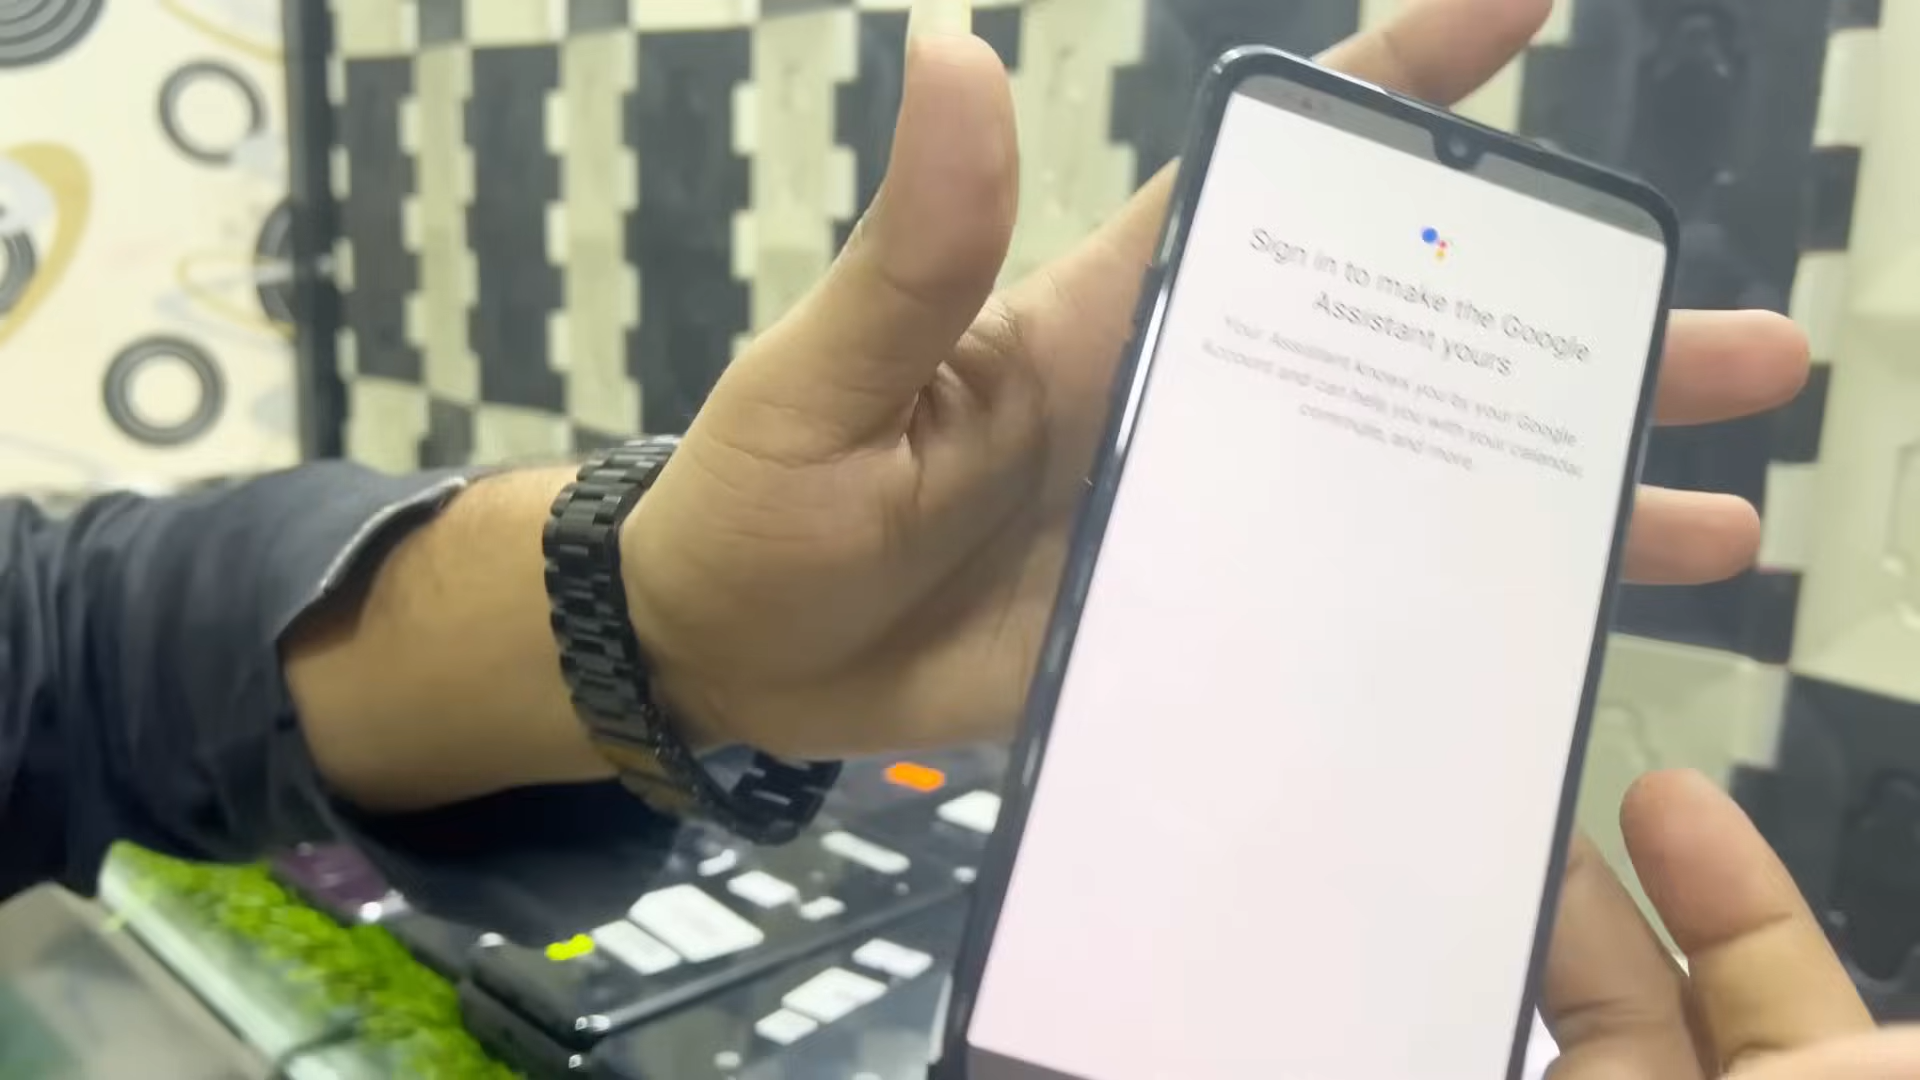 Sign in to make the Google
Assistant yours
Your Assistant knows you by your Google
Account and can help you with your calendar,
commute, and more.